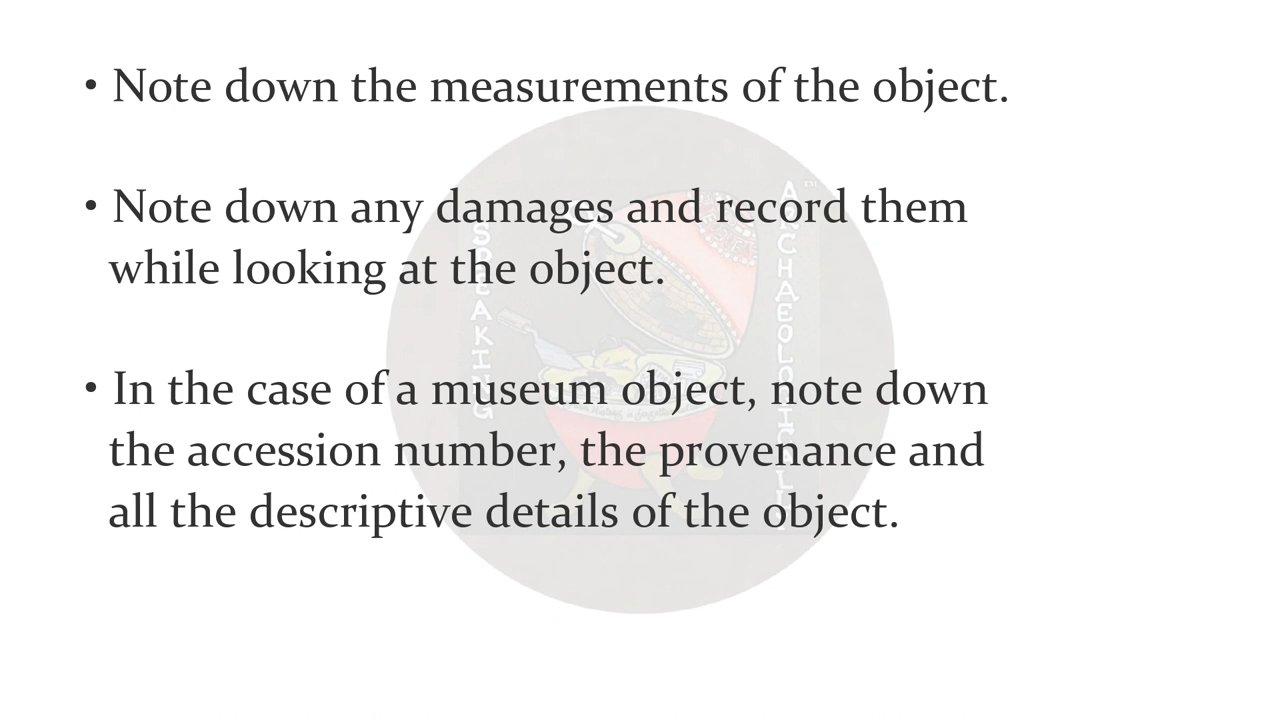 • Note down the measurements of the object.
• Note down any damages and record them
while looking at the object.
• In the case of a museum object, note down
the accession number, the provenance and
all the descriptive details of the object.
SPEAKING
ARCHAEOLOGICALLY